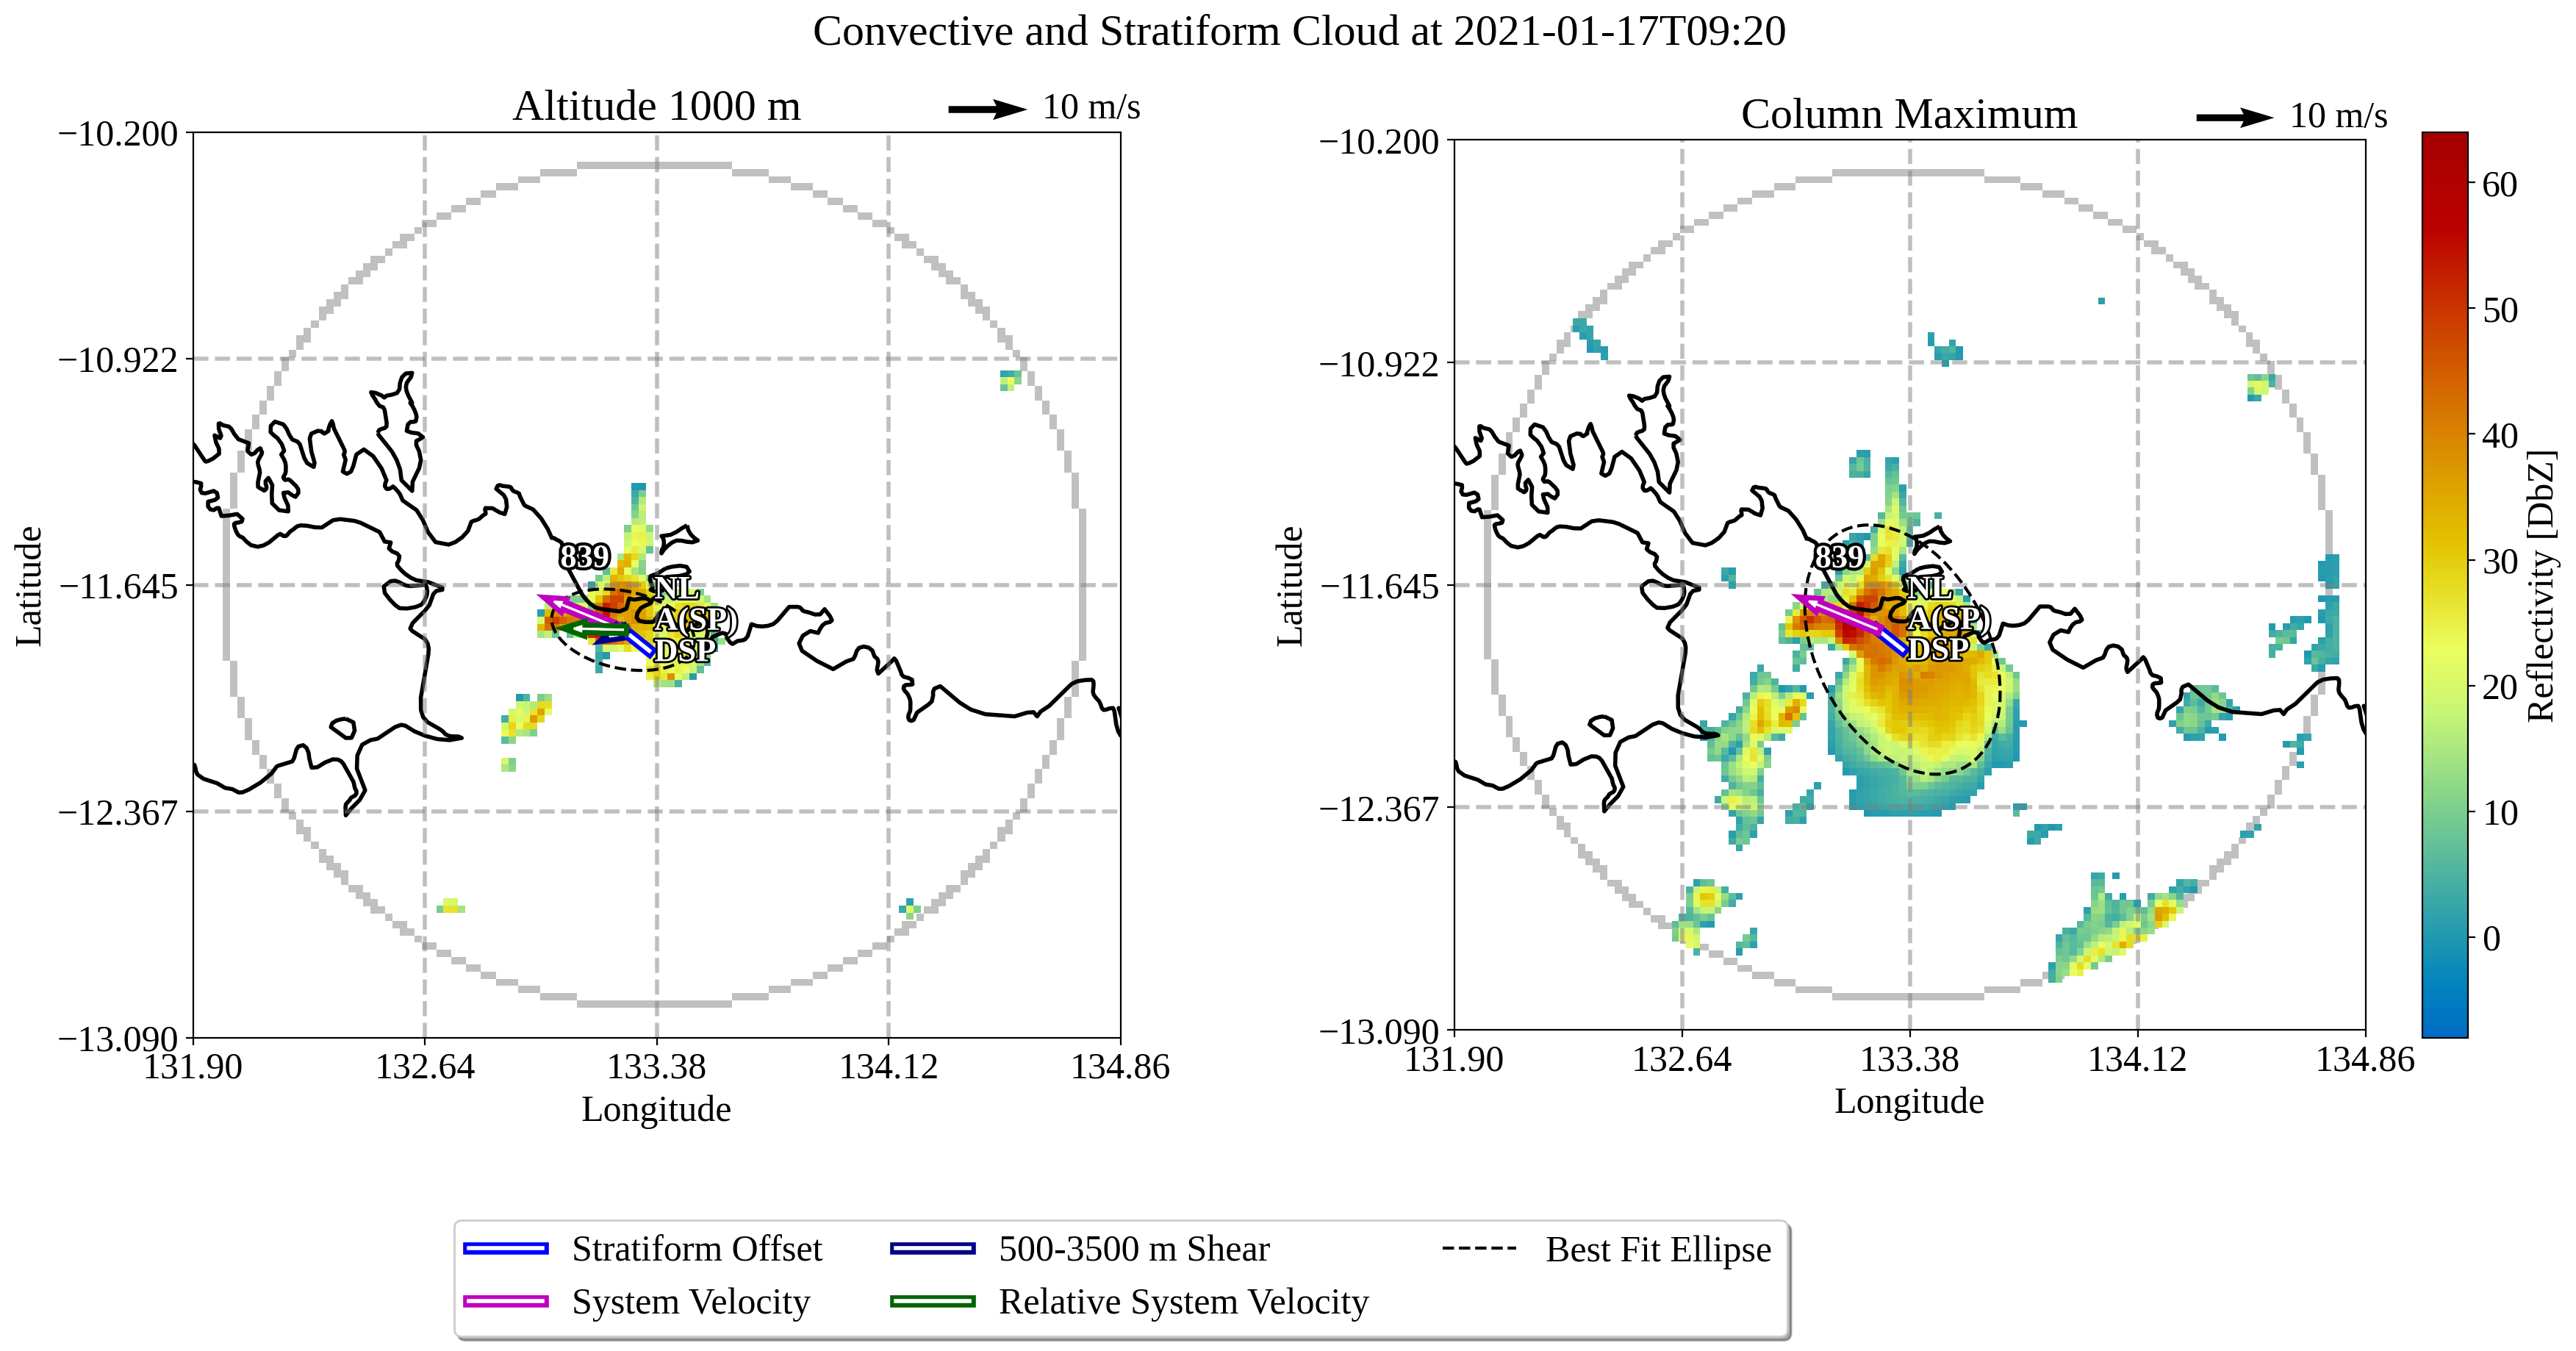 Convective and Stratiform Cloud at 2021-01-17T09:20
Altitude 1000 m
10 m/s
−10.200
−10.922
−11.645
−12.367
−13.090
Latitude
131.90
132.64
133.38
134.12
134.86
Longitude
839
NL
A(SP)
DSP
Column Maximum
10 m/s
−10.200
−10.922
−11.645
−12.367
−13.090
Latitude
131.90
132.64
133.38
134.12
134.86
Longitude
839
NL
A(SP)
DSP
60
50
40
30
20
10
0
Reflectivity [DbZ]
Stratiform Offset
System Velocity
500-3500 m Shear
Relative System Velocity
Best Fit Ellipse